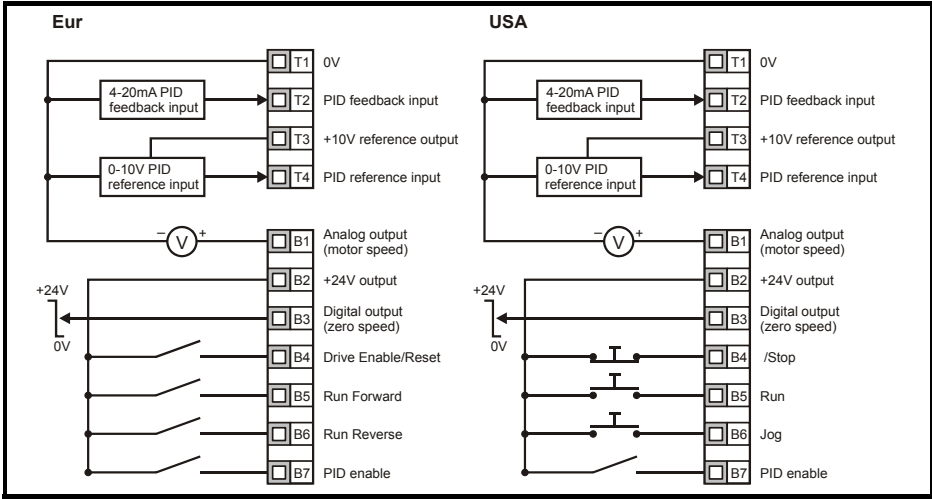 Eur
T1 0V
4-20mA PID
feedback input
T2 PID feedback input
T3 +10V reference output
0-10V PID
reference input
T4 PID reference input
– V +
B1 Analog output
(motor speed)
B2 +24V output
+24V
0V
B3 Digital output
(zero speed)
B4 Drive Enable/Reset
B5 Run Forward
B6 Run Reverse
B7 PID enable
USA
T1 0V
4-20mA PID
feedback input
T2 PID feedback input
T3 +10V reference output
0-10V PID
reference input
T4 PID reference input
– V +
B1 Analog output
(motor speed)
B2 +24V output
+24V
0V
B3 Digital output
(zero speed)
B4 /Stop
B5 Run
B6 Jog
B7 PID enable